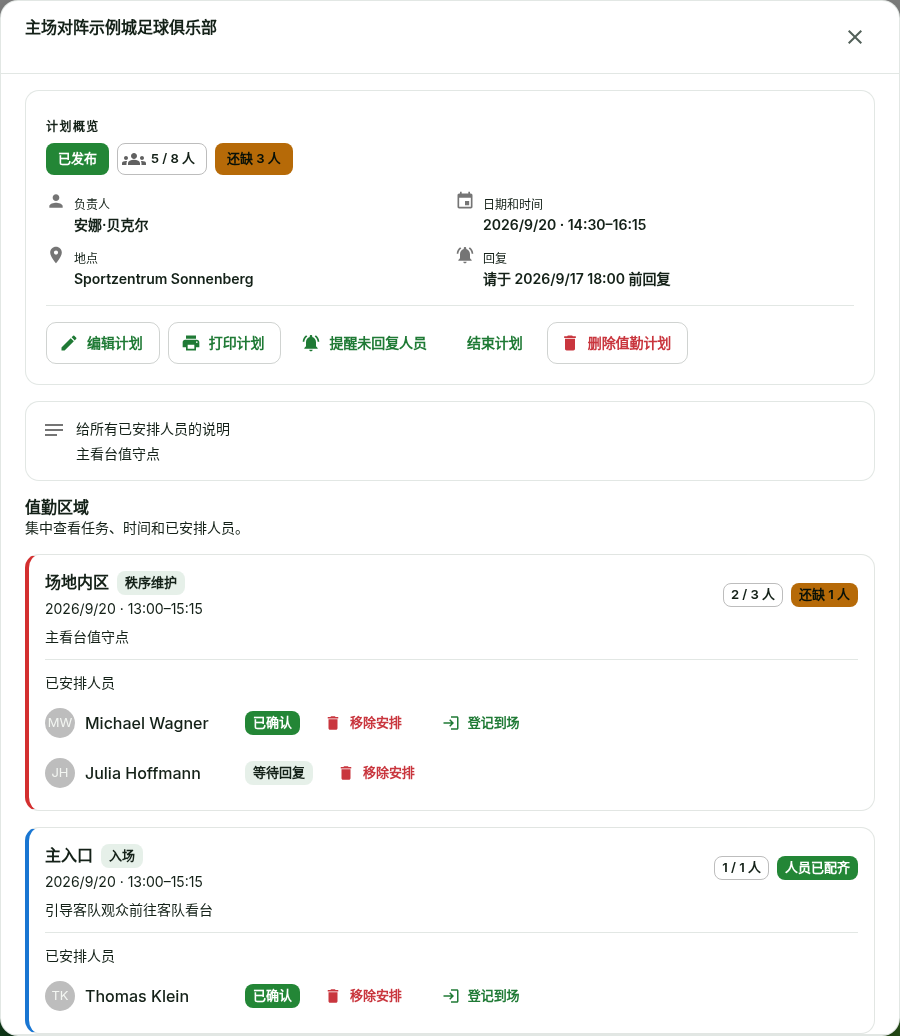 主场对阵示例城足球俱乐部
计划概览
已发布
5 / 8 人
还缺 3 人
负责人
安娜·贝克尔
日期和时间
2026/9/20 · 14:30–16:15
地点
Sportzentrum Sonnenberg
回复
请于 2026/9/17 18:00 前回复
编辑计划
打印计划
提醒未回复人员
结束计划
删除值勤计划
给所有已安排人员的说明
主看台值守点
值勤区域
集中查看任务、时间和已安排人员。
场地内区 秩序维护
2 / 3 人
还缺 1 人
2026/9/20 · 13:00–15:15
主看台值守点
已安排人员
MW Michael Wagner 已确认 移除安排 登记到场
JH Julia Hoffmann 等待回复 移除安排
主入口 入场
1 / 1 人
人员已配齐
2026/9/20 · 13:00–15:15
引导客队观众前往客队看台
已安排人员
TK Thomas Klein 已确认 移除安排 登记到场